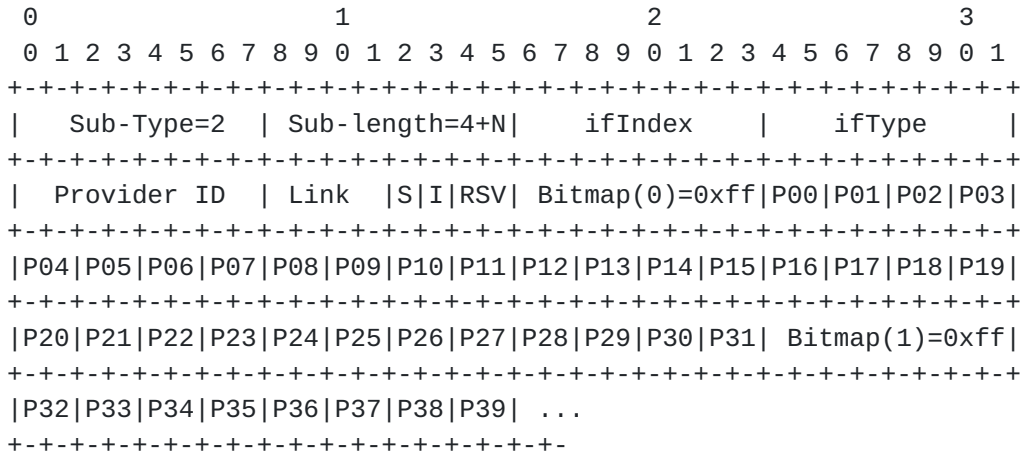 0                   1                   2                   3
 0 1 2 3 4 5 6 7 8 9 0 1 2 3 4 5 6 7 8 9 0 1 2 3 4 5 6 7 8 9 0 1
+-+-+-+-+-+-+-+-+-+-+-+-+-+-+-+-+-+-+-+-+-+-+-+-+-+-+-+-+-+-+-+-+
|   Sub-Type=2  | Sub-length=4+N|    ifIndex    |    ifType     |
+-+-+-+-+-+-+-+-+-+-+-+-+-+-+-+-+-+-+-+-+-+-+-+-+-+-+-+-+-+-+-+-+
|  Provider ID  | Link  |S|I|RSV| Bitmap(0)=0xff|P00|P01|P02|P03|
+-+-+-+-+-+-+-+-+-+-+-+-+-+-+-+-+-+-+-+-+-+-+-+-+-+-+-+-+-+-+-+-+
|P04|P05|P06|P07|P08|P09|P10|P11|P12|P13|P14|P15|P16|P17|P18|P19|
+-+-+-+-+-+-+-+-+-+-+-+-+-+-+-+-+-+-+-+-+-+-+-+-+-+-+-+-+-+-+-+-+
|P20|P21|P22|P23|P24|P25|P26|P27|P28|P29|P30|P31| Bitmap(1)=0xff|
+-+-+-+-+-+-+-+-+-+-+-+-+-+-+-+-+-+-+-+-+-+-+-+-+-+-+-+-+-+-+-+-+
|P32|P33|P34|P35|P36|P37|P38|P39| ...
+-+-+-+-+-+-+-+-+-+-+-+-+-+-+-+-+-+-